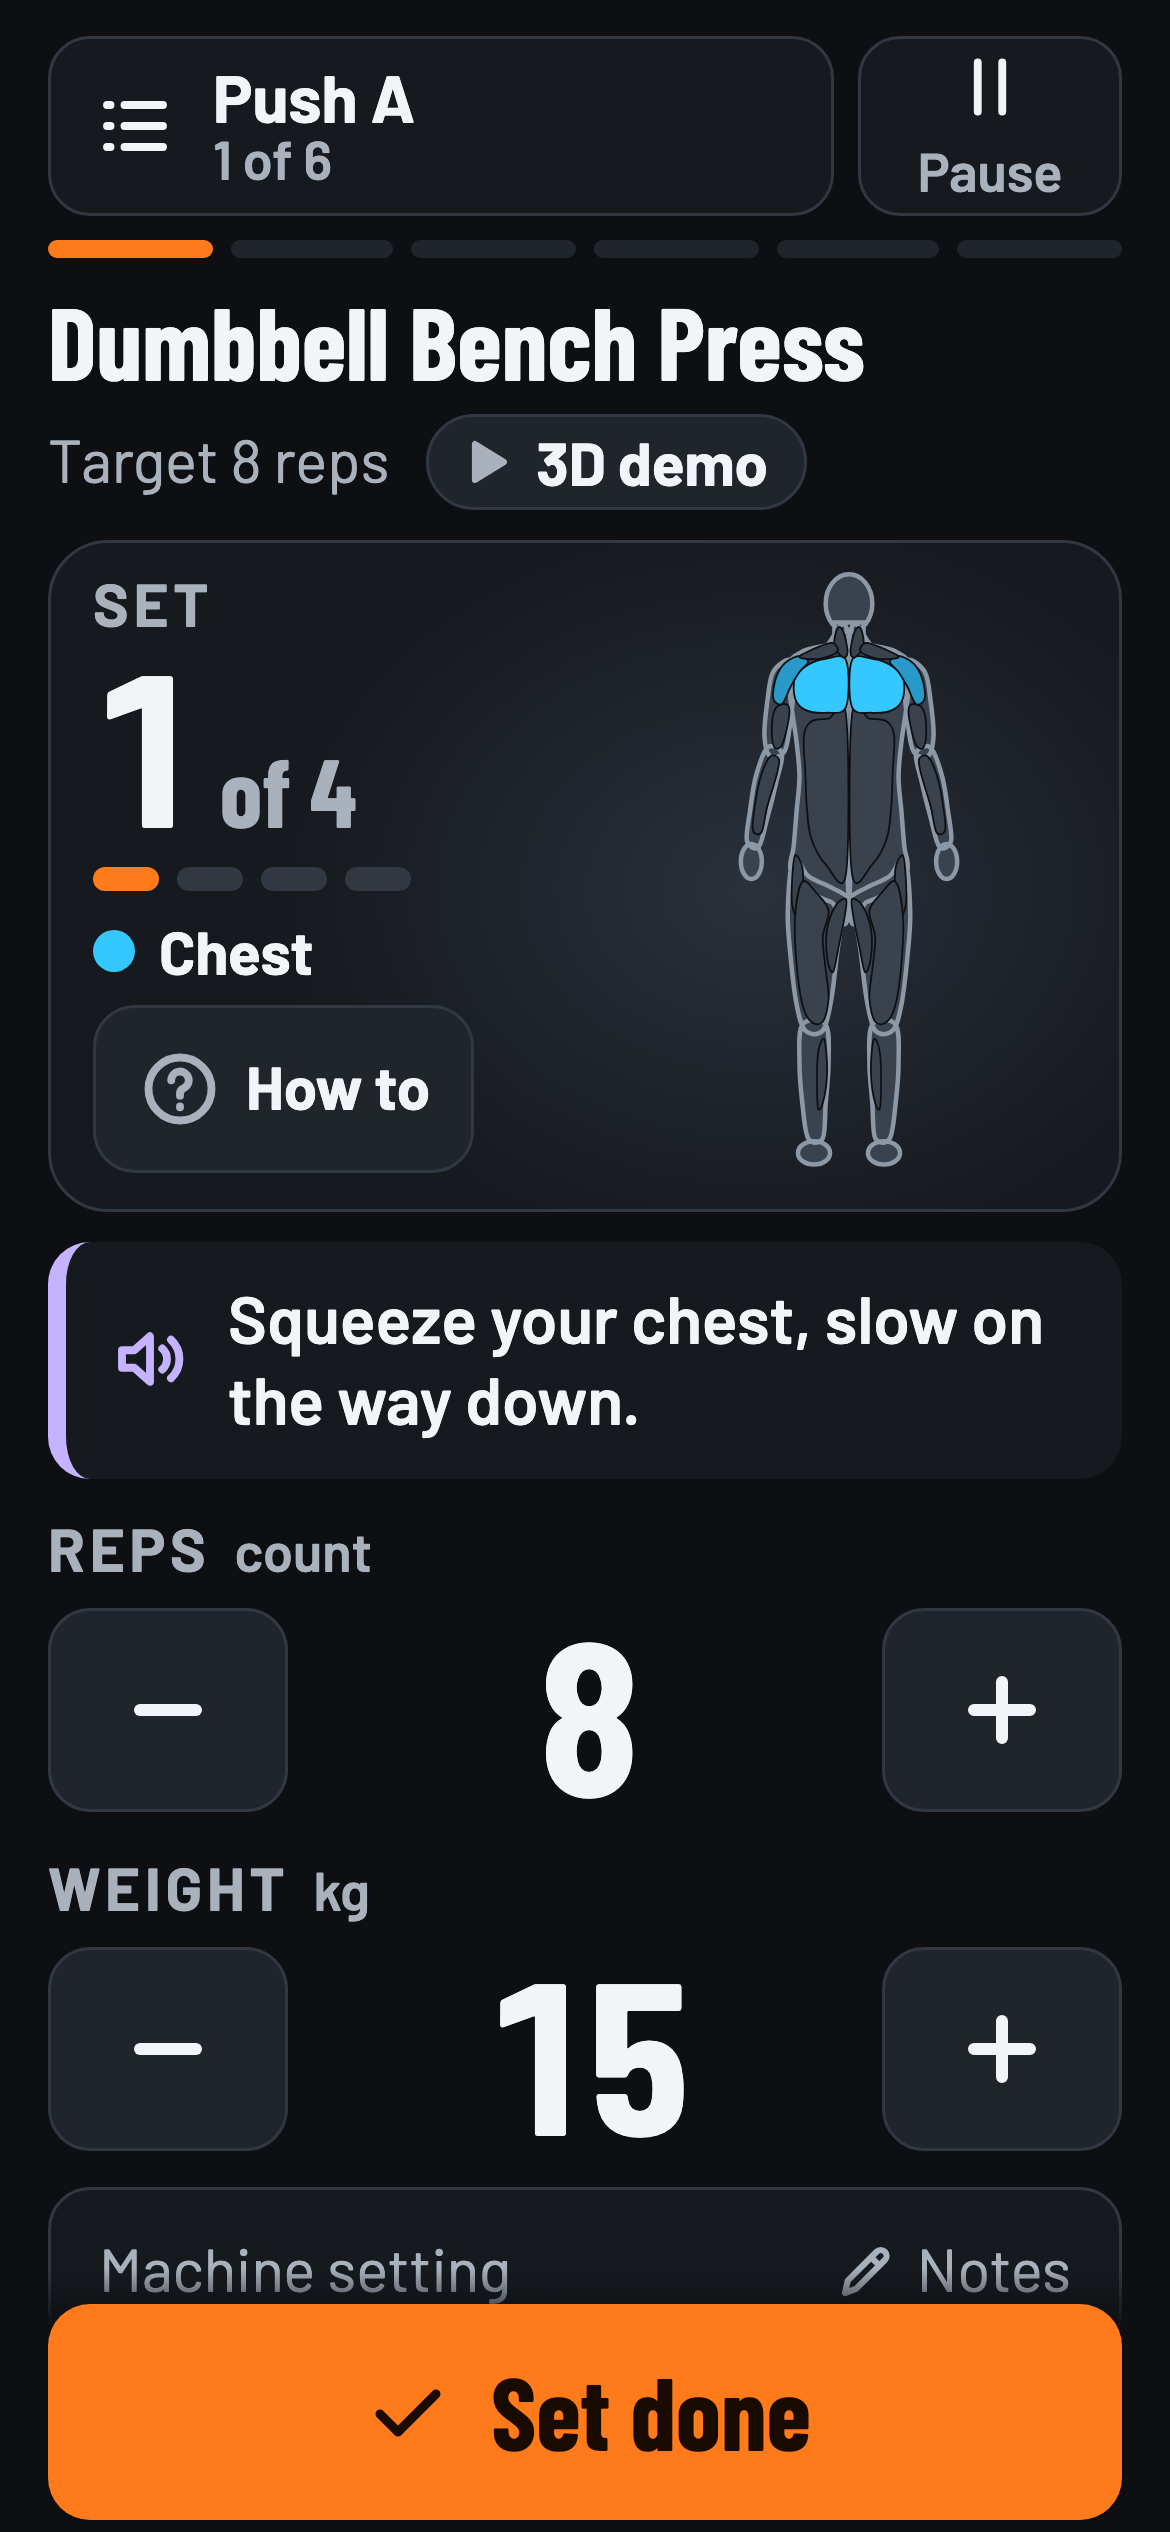 Push A
1 of 6
Pause
Dumbbell Bench Press
Target 8 reps
3D demo
SET
1 of 4
Chest
How to
Squeeze your chest, slow on
the way down.
REPS count
8
WEIGHT kg
15
Machine setting
Notes
Set done